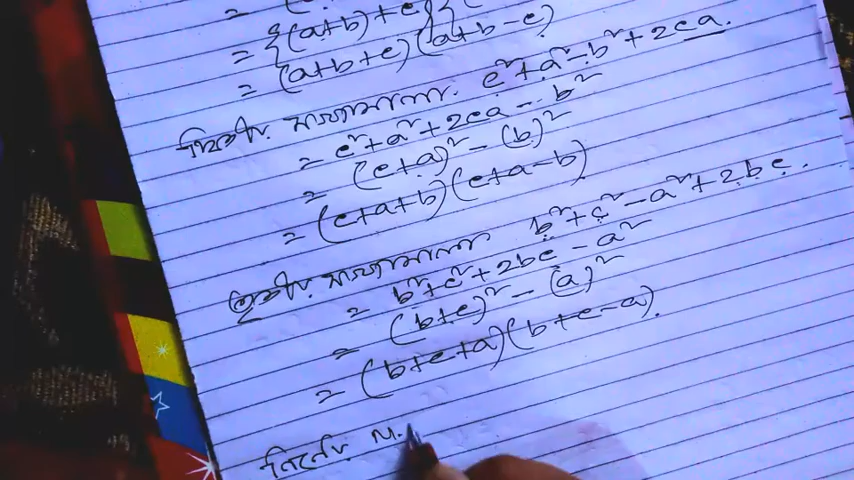 = {(a+b)+c}{
= (a+b+c)(a+b-c)
দ্বিতীয় রাশিমালা. c²+a²-b²+2ca.
= c²+a²+2ca-b²
= (c+a)²-(b)²
= (c+a+b)(c+a-b)
তৃতীয় রাশিমালা b²+c²-a²+2bc.
= b²+c²+2bc-a²
= (b+c)²-(a)²
= (b+c+a)(b+c-a).
নির্ণেয়